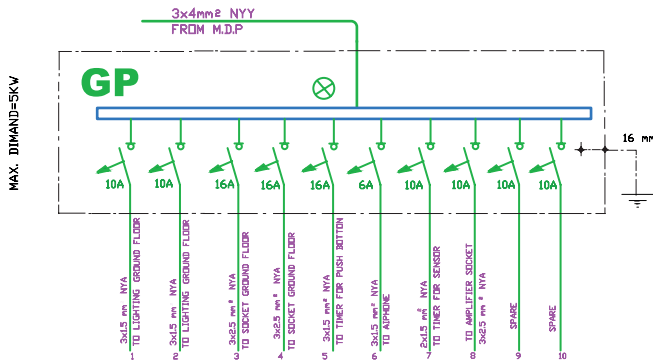 3x4mm² NYY
FROM M.D.P
GP
MAX. DIMAND=5KW
16 mm
10A
10A
16A
16A
16A
6A
10A
10A
10A
10A
3x1.5 mm² NYA
TO LIGHTING GROUND FLOOR
3x1.5 mm² NYA
TO LIGHTING GROUND FLOOR
3x2.5 mm² NYA
TO SOCKET GROUND FLOOR
3x2.5 mm² NYA
TO SOCKET GROUND FLOOR
3x1.5 mm² NYA
TO TIMER FOR PUSH BOTTON
3x1.5 mm² NYA
TO AIPHONE
2x1.5 mm² NYA
TO TIMER FOR SENSOR
TO AMPLIFIER SOCKET
3x2.5 mm² NYA
SPARE
SPARE
1
2
3
4
5
6
7
8
9
10